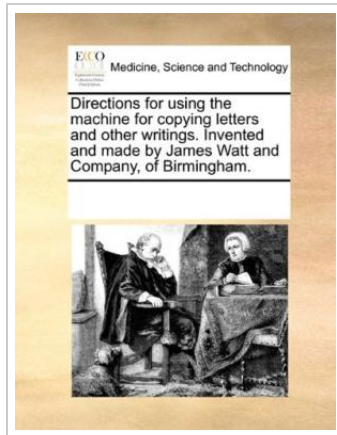 ECCO
Medicine, Science and Technology
Directions for using the
machine for copying letters
and other writings. Invented
and made by James Watt and
Company, of Birmingham.